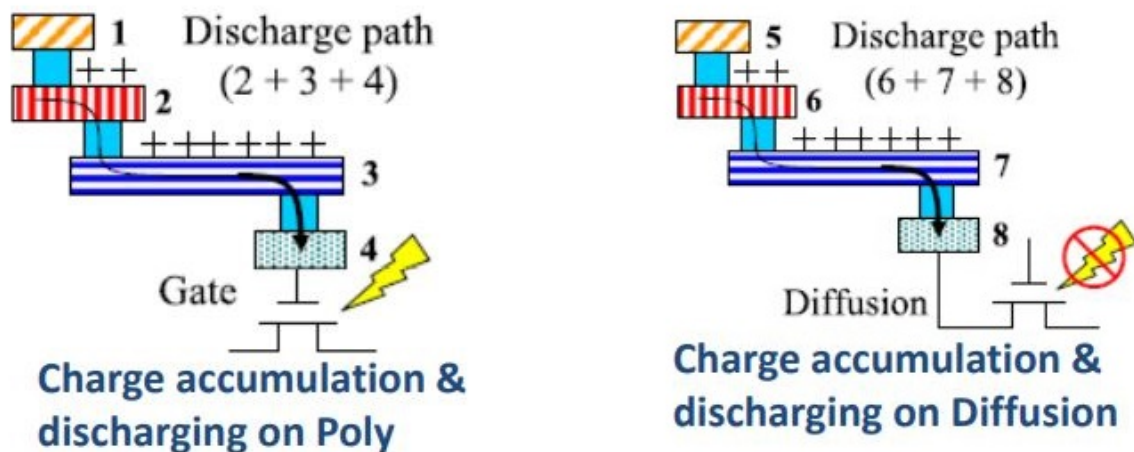 1
Discharge path
(2 + 3 + 4)
2
3
4
Gate
Charge accumulation &
discharging on Poly
5
Discharge path
(6 + 7 + 8)
6
7
8
Diffusion
Charge accumulation &
discharging on Diffusion